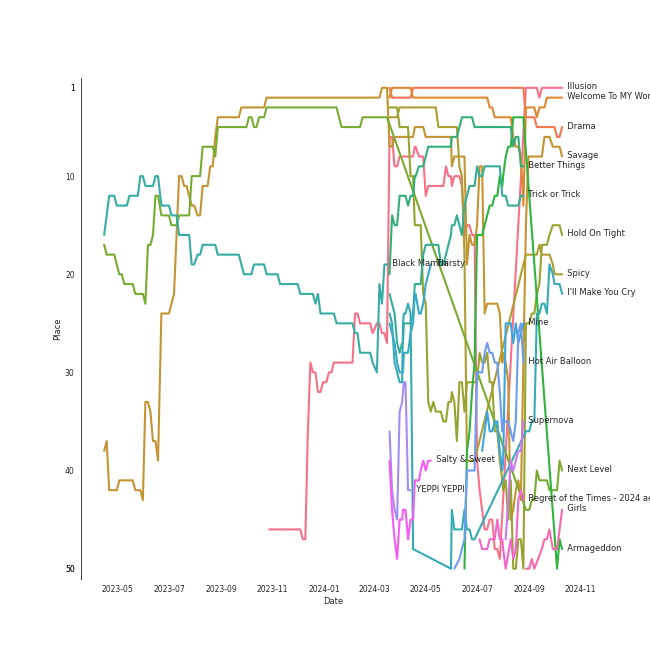 1
10
20
30
40
50
Place
2023-05
2023-07
2023-09
2023-11
2024-01
2024-03
2024-05
2024-07
2024-09
2024-11
Date
Illusion
Welcome To MY Wor
Drama
Savage
Better Things
Trick or Trick
Hold On Tight
Black Mamba
Thirsty
Spicy
I'll Make You Cry
Mine
Hot Air Balloon
Supernova
Salty & Sweet
Next Level
YEPPI YEPPI
Regret of the Times - 2024 ae
Girls
Armageddon